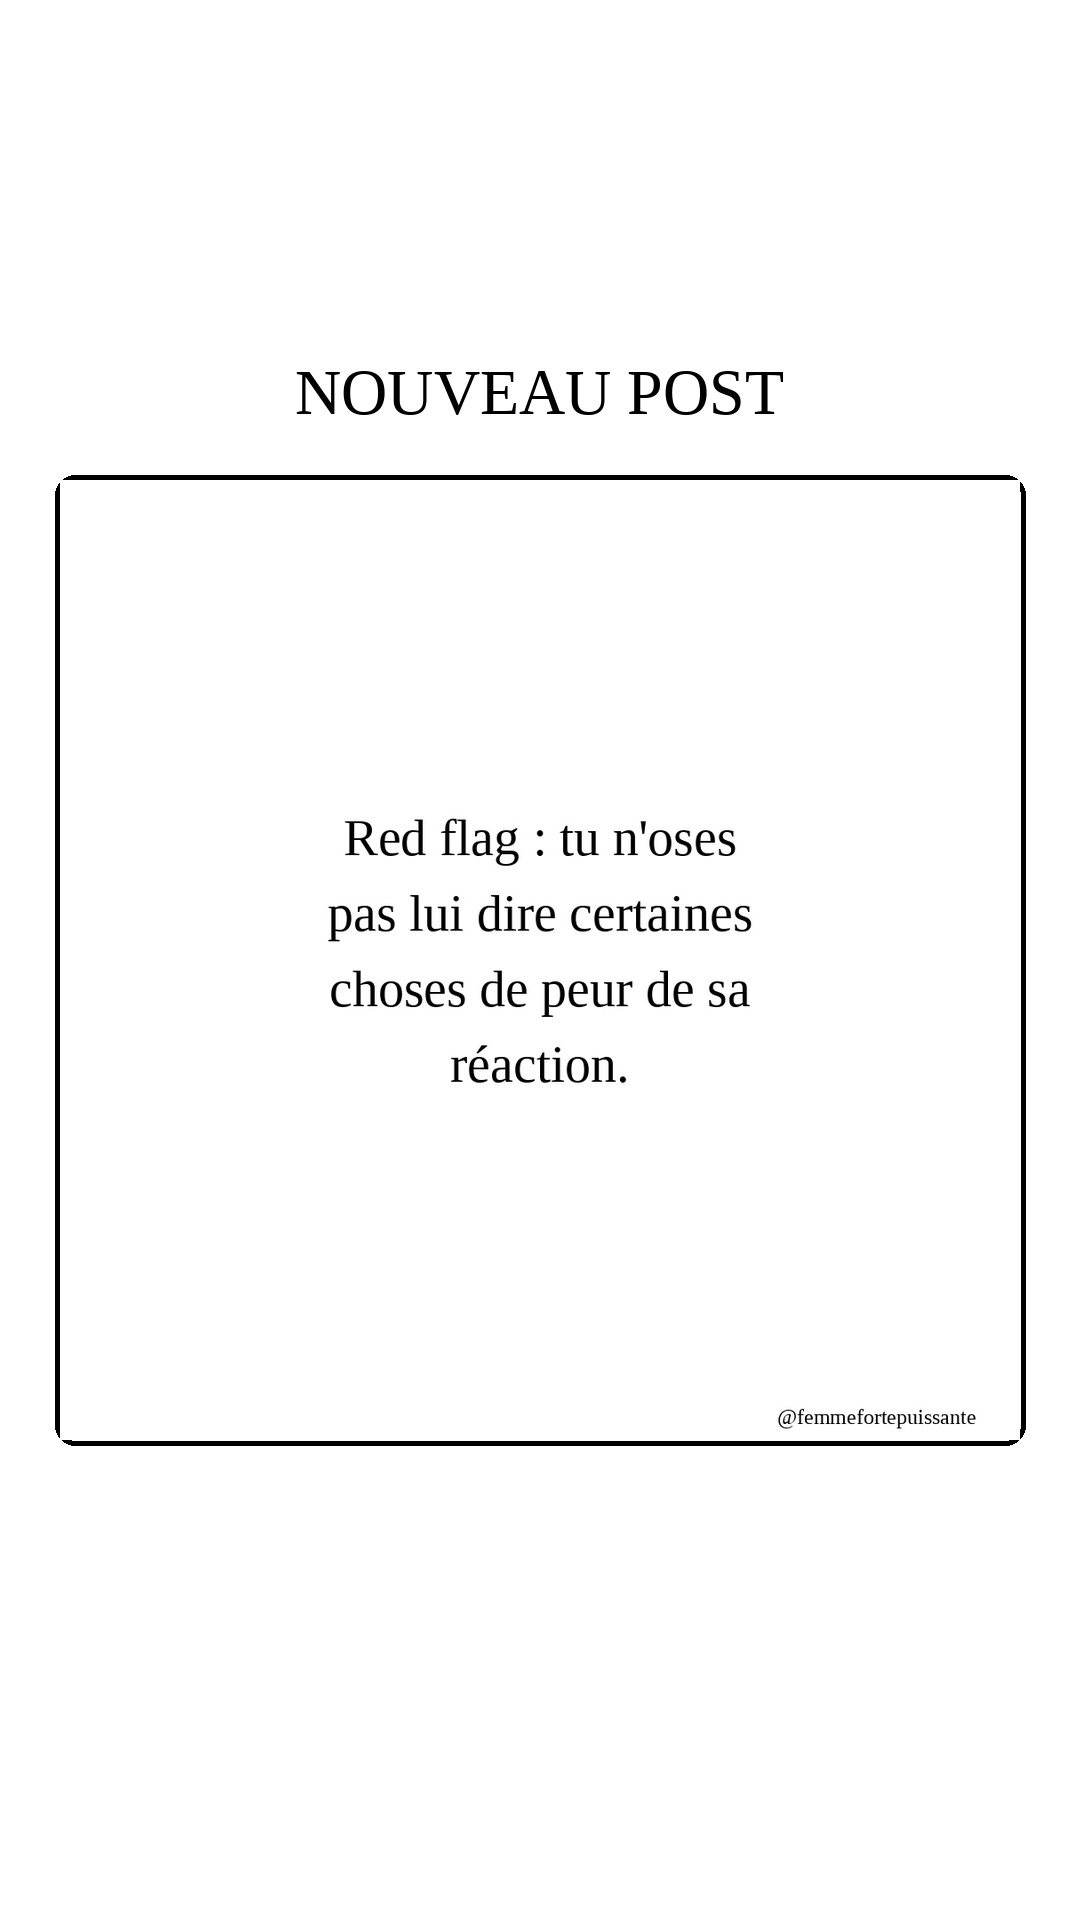 NOUVEAU POST
Red flag : tu n'oses
pas lui dire certaines
choses de peur de sa
réaction.
@femmefortepuissante